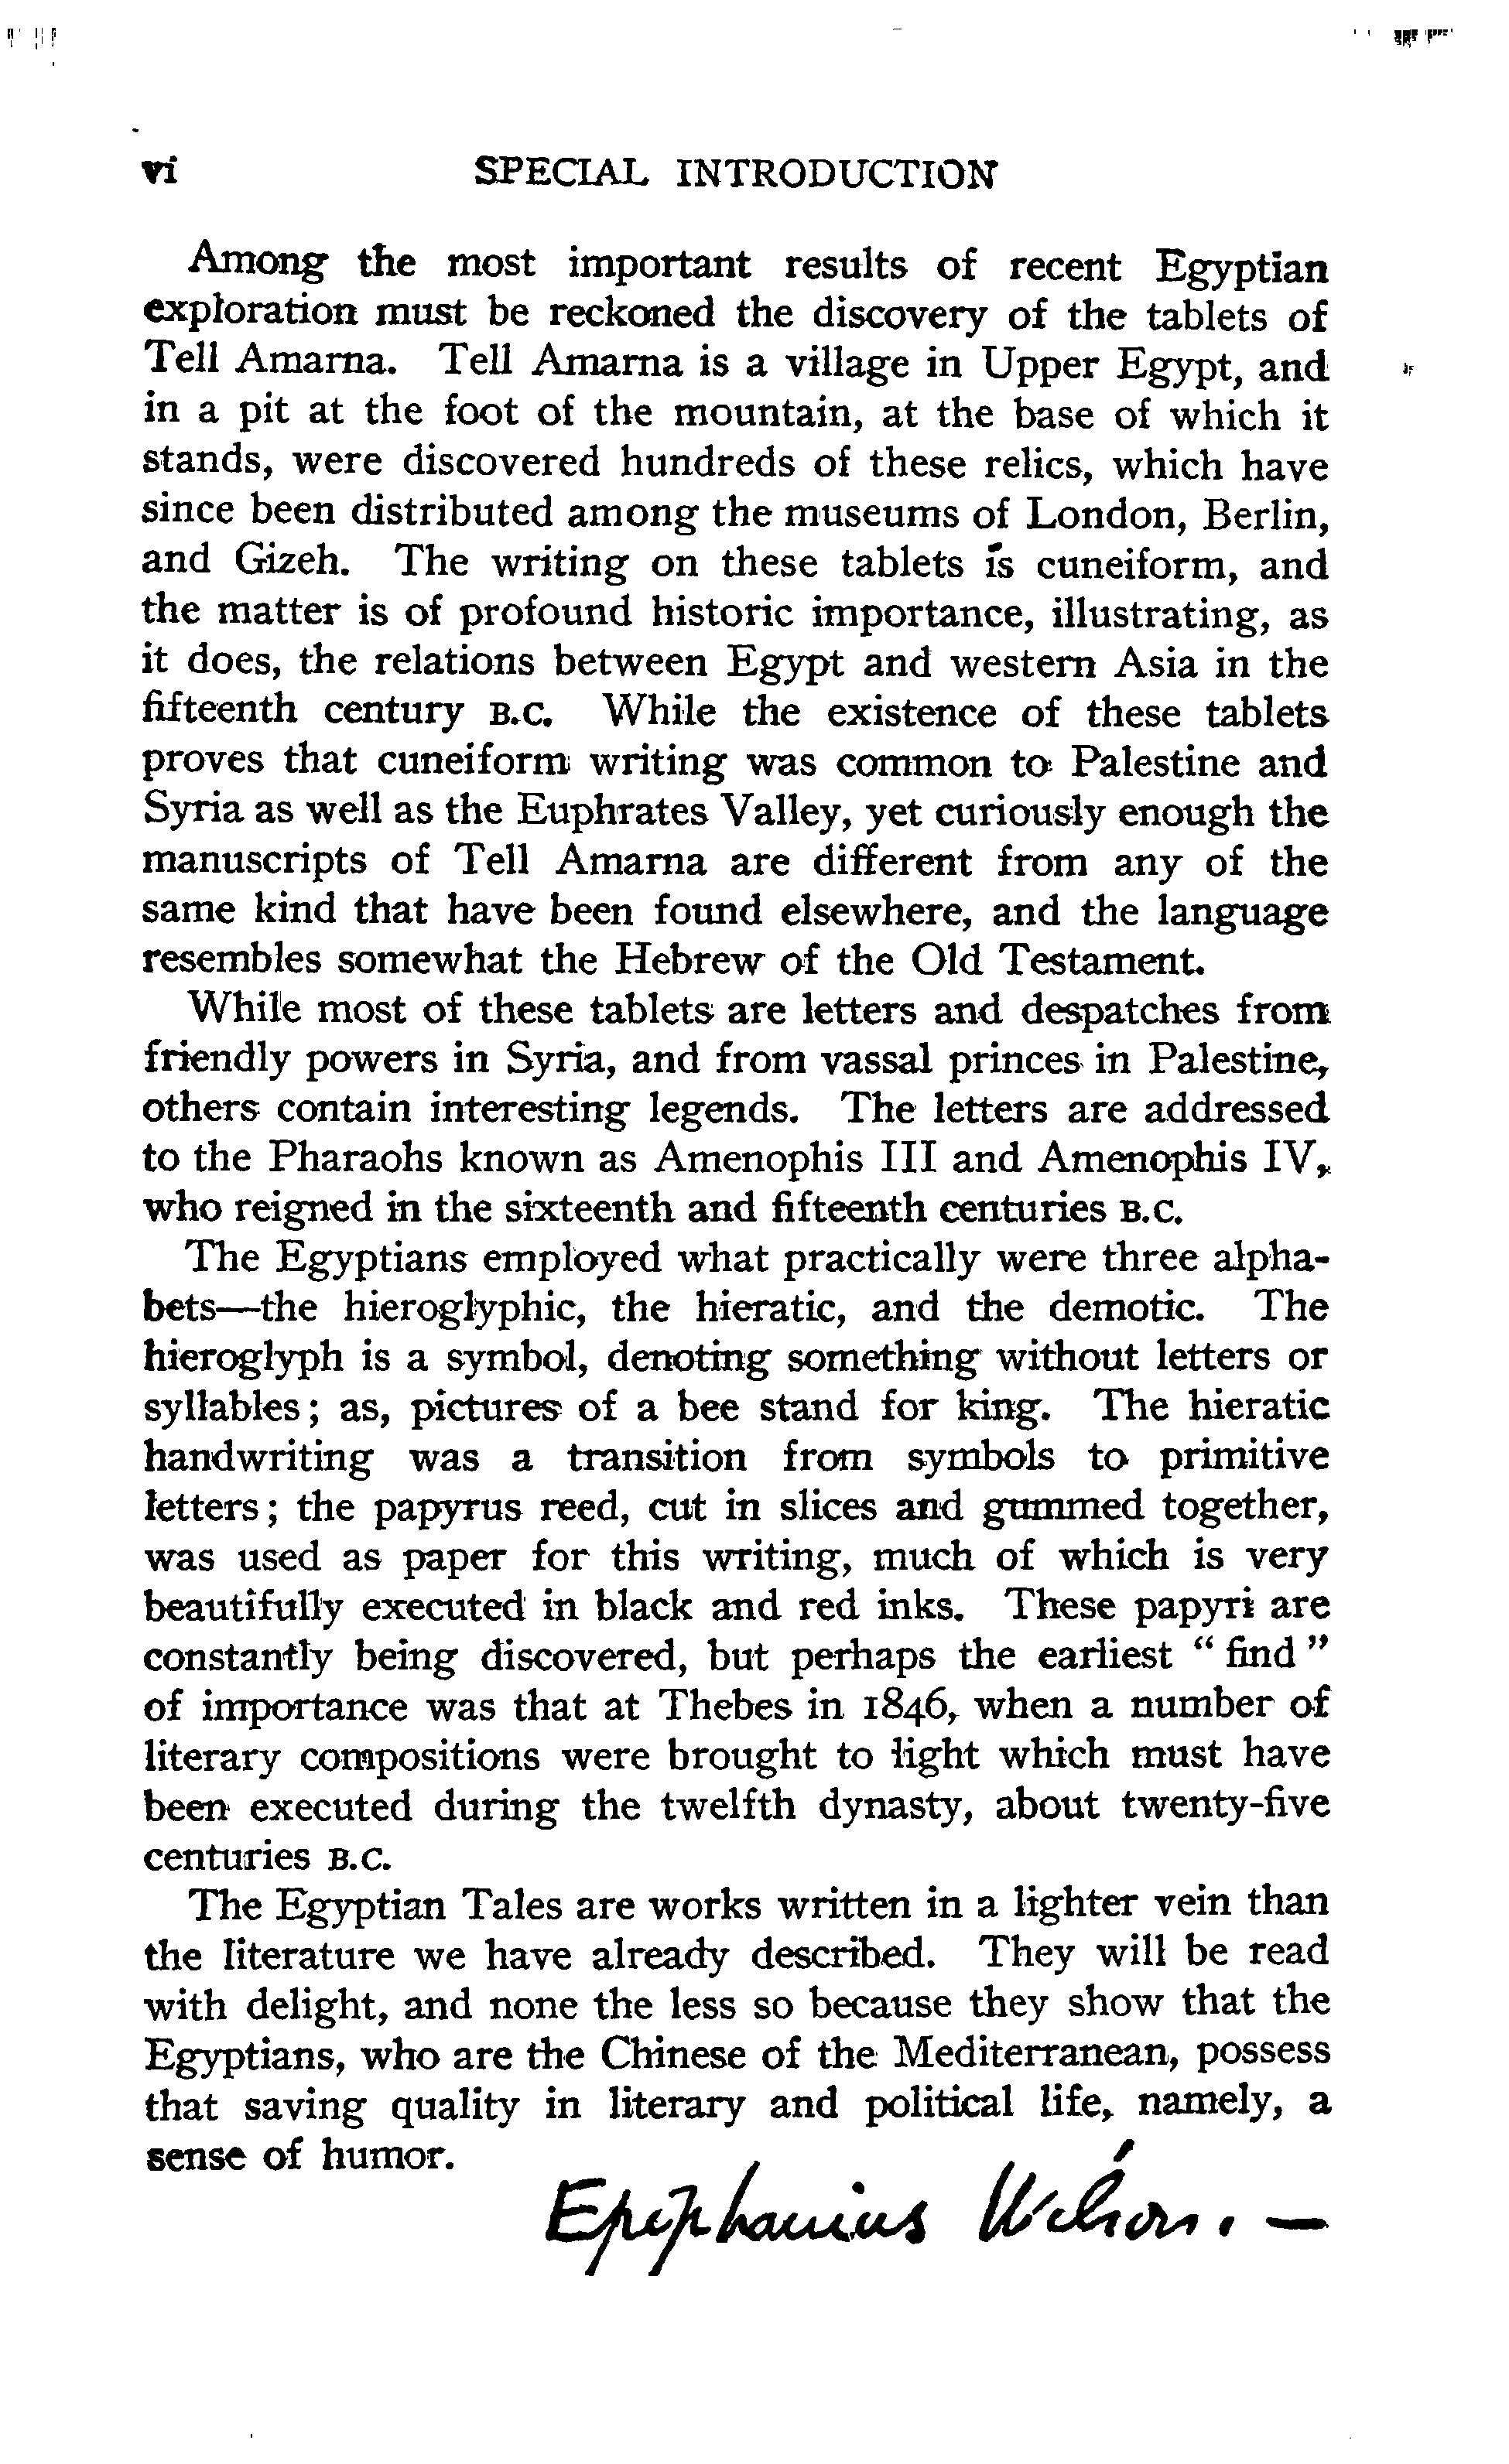 vi SPECIAL INTRODUCTION
Among the most important results of recent Egyptian
exploration must be reckoned the discovery of the tablets of
Tell Amarna. Tell Amarna is a village in Upper Egypt, and
in a pit at the foot of the mountain, at the base of which it
stands, were discovered hundreds of these relics, which have
since been distributed among the museums of London, Berlin,
and Gizeh. The writing on these tablets is cuneiform, and
the matter is of profound historic importance, illustrating, as
it does, the relations between Egypt and western Asia in the
fifteenth century B.C. While the existence of these tablets
proves that cuneiform writing was common to Palestine and
Syria as well as the Euphrates Valley, yet curiously enough the
manuscripts of Tell Amarna are different from any of the
same kind that have been found elsewhere, and the language
resembles somewhat the Hebrew of the Old Testament.
While most of these tablets are letters and despatches from
friendly powers in Syria, and from vassal princes in Palestine,
others contain interesting legends. The letters are addressed
to the Pharaohs known as Amenophis III and Amenophis IV,
who reigned in the sixteenth and fifteenth centuries B.C.
The Egyptians employed what practically were three alpha-
bets—the hieroglyphic, the hieratic, and the demotic. The
hieroglyph is a symbol, denoting something without letters or
syllables; as, pictures of a bee stand for king. The hieratic
handwriting was a transition from symbols to primitive
letters; the papyrus reed, cut in slices and gummed together,
was used as paper for this writing, much of which is very
beautifully executed in black and red inks. These papyri are
constantly being discovered, but perhaps the earliest “ find ”
of importance was that at Thebes in 1846, when a number of
literary compositions were brought to light which must have
been executed during the twelfth dynasty, about twenty-five
centuries B.C.
The Egyptian Tales are works written in a lighter vein than
the literature we have already described. They will be read
with delight, and none the less so because they show that the
Egyptians, who are the Chinese of the Mediterranean, possess
that saving quality in literary and political life, namely, a
sense of humor.
Epiphanius Wilson. —